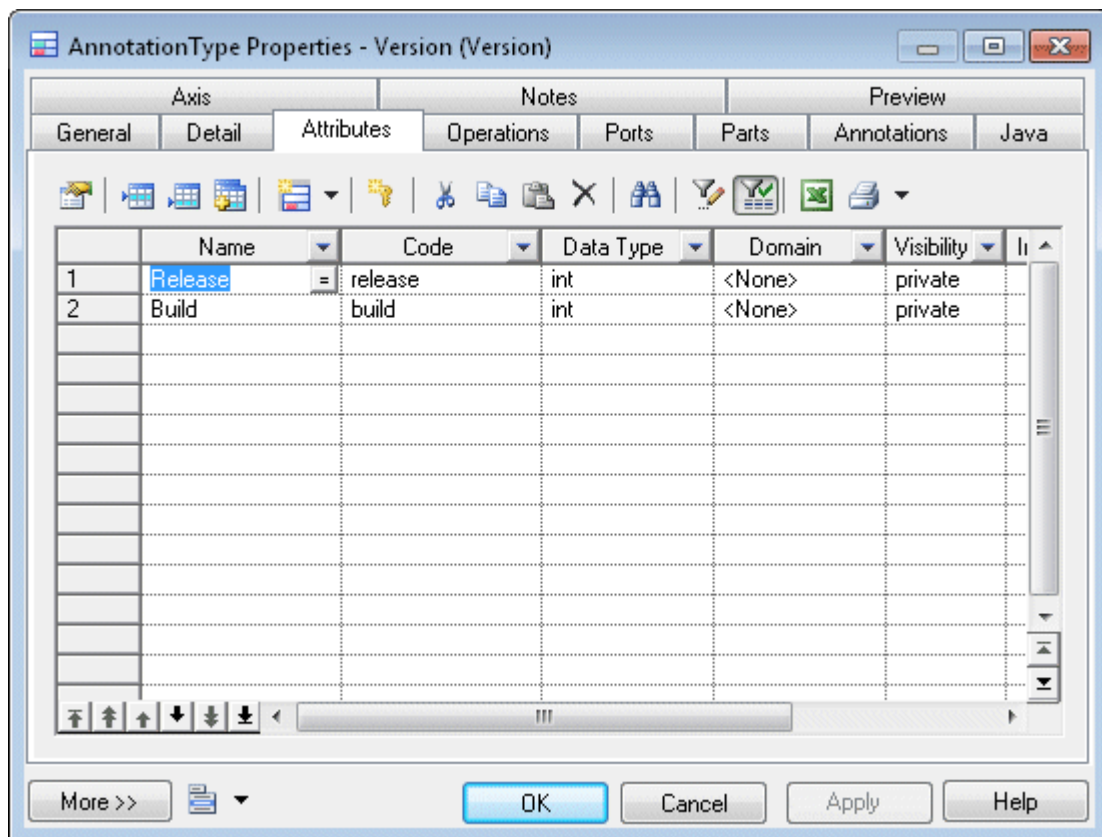 AnnotationType Properties - Version (Version)
Axis Notes Preview
General Detail Attributes Operations Ports Parts Annotations Java
Name Code Data Type Domain Visibility
1 Release = release int <None> private
2 Build build int <None> private
More >> OK Cancel Apply Help